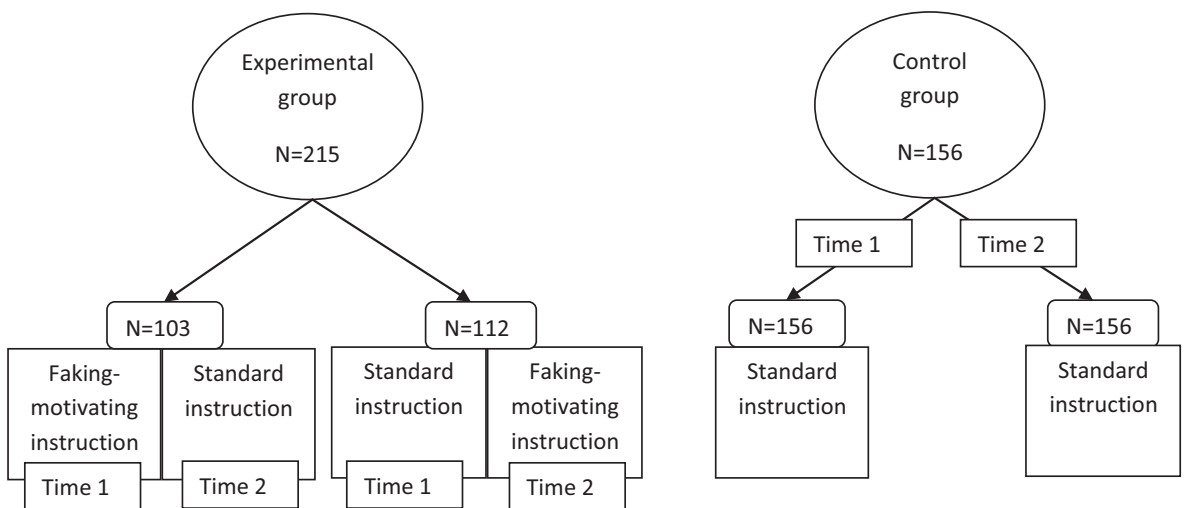 Experimental
group
N=215
Control
group
N=156
Time 1
Time 2
N=103
N=112
N=156
N=156
Faking-
motivating
instruction
Standard
instruction
Standard
instruction
Faking-
motivating
instruction
Standard
instruction
Standard
instruction
Time 1
Time 2
Time 1
Time 2